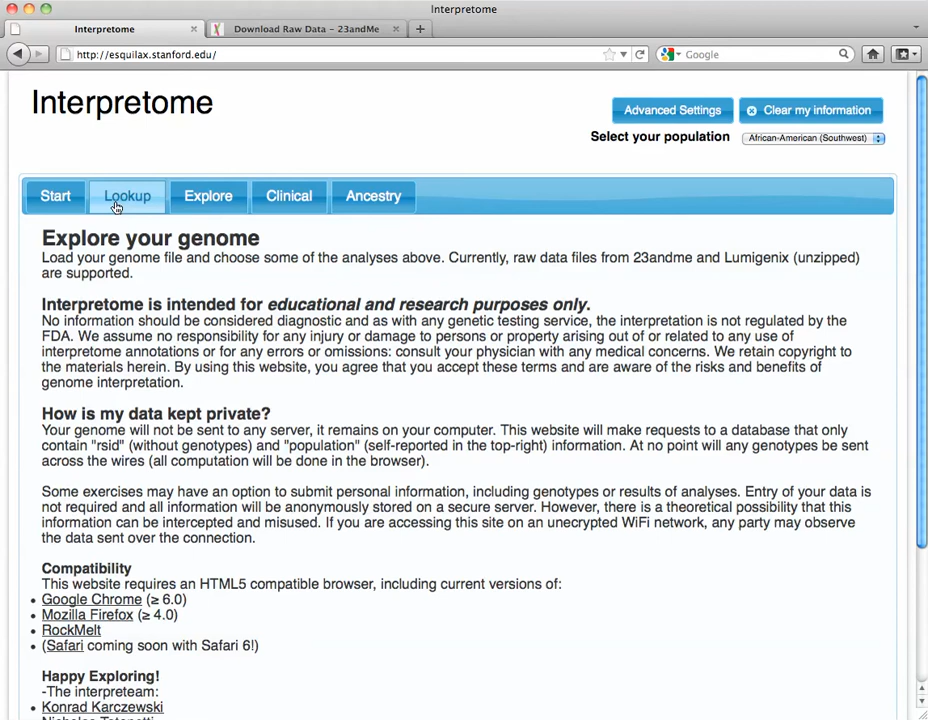 Interpretome
Interpretome
Download Raw Data – 23andMe
http://esquilax.stanford.edu/
Google
Interpretome
Advanced Settings
Clear my information
Select your population
African-American (Southwest)
Start
Lookup
Explore
Clinical
Ancestry
Explore your genome
Load your genome file and choose some of the analyses above. Currently, raw data files from 23andme and Lumigenix (unzipped)
are supported.
Interpretome is intended for educational and research purposes only.
No information should be considered diagnostic and as with any genetic testing service, the interpretation is not regulated by the
FDA. We assume no responsibility for any injury or damage to persons or property arising out of or related to any use of
interpretome annotations or for any errors or omissions: consult your physician with any medical concerns. We retain copyright to
the materials herein. By using this website, you agree that you accept these terms and are aware of the risks and benefits of
genome interpretation.
How is my data kept private?
Your genome will not be sent to any server, it remains on your computer. This website will make requests to a database that only
contain "rsid" (without genotypes) and "population" (self-reported in the top-right) information. At no point will any genotypes be sent
across the wires (all computation will be done in the browser).
Some exercises may have an option to submit personal information, including genotypes or results of analyses. Entry of your data is
not required and all information will be anonymously stored on a secure server. However, there is a theoretical possibility that this
information can be intercepted and misused. If you are accessing this site on an unencrypted WiFi network, any party may observe
the data sent over the connection.
Compatibility
This website requires an HTML5 compatible browser, including current versions of:
• Google Chrome (≥ 6.0)
• Mozilla Firefox (≥ 4.0)
• RockMelt
• (Safari coming soon with Safari 6!)
Happy Exploring!
-The interpreteam:
• Konrad Karczewski